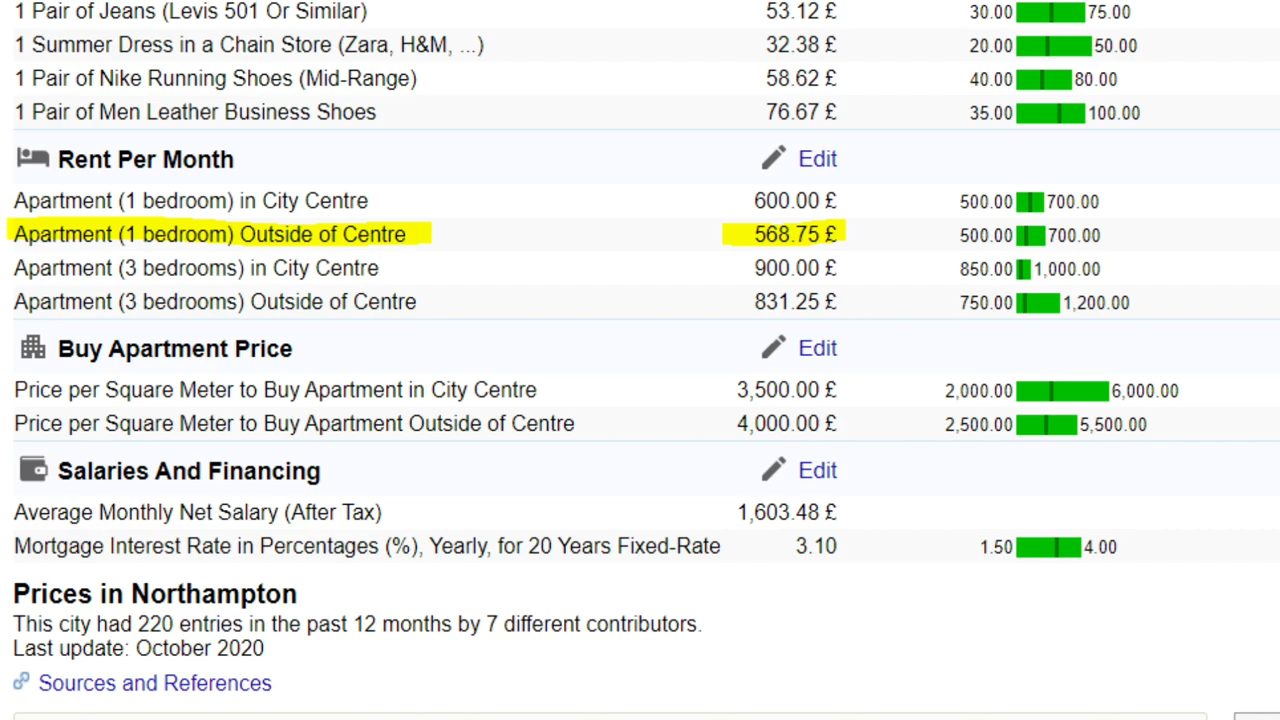 1 Pair of Jeans (Levis 501 Or Similar) 53.12 £ 30.00 75.00
1 Summer Dress in a Chain Store (Zara, H&M, ...) 32.38 £ 20.00 50.00
1 Pair of Nike Running Shoes (Mid-Range) 58.62 £ 40.00 80.00
1 Pair of Men Leather Business Shoes 76.67 £ 35.00 100.00
Rent Per Month Edit
Apartment (1 bedroom) in City Centre 600.00 £ 500.00 700.00
Apartment (1 bedroom) Outside of Centre 568.75 £ 500.00 700.00
Apartment (3 bedrooms) in City Centre 900.00 £ 850.00 1,000.00
Apartment (3 bedrooms) Outside of Centre 831.25 £ 750.00 1,200.00
Buy Apartment Price Edit
Price per Square Meter to Buy Apartment in City Centre 3,500.00 £ 2,000.00 6,000.00
Price per Square Meter to Buy Apartment Outside of Centre 4,000.00 £ 2,500.00 5,500.00
Salaries And Financing Edit
Average Monthly Net Salary (After Tax) 1,603.48 £
Mortgage Interest Rate in Percentages (%), Yearly, for 20 Years Fixed-Rate 3.10 1.50 4.00
Prices in Northampton
This city had 220 entries in the past 12 months by 7 different contributors.
Last update: October 2020
Sources and References